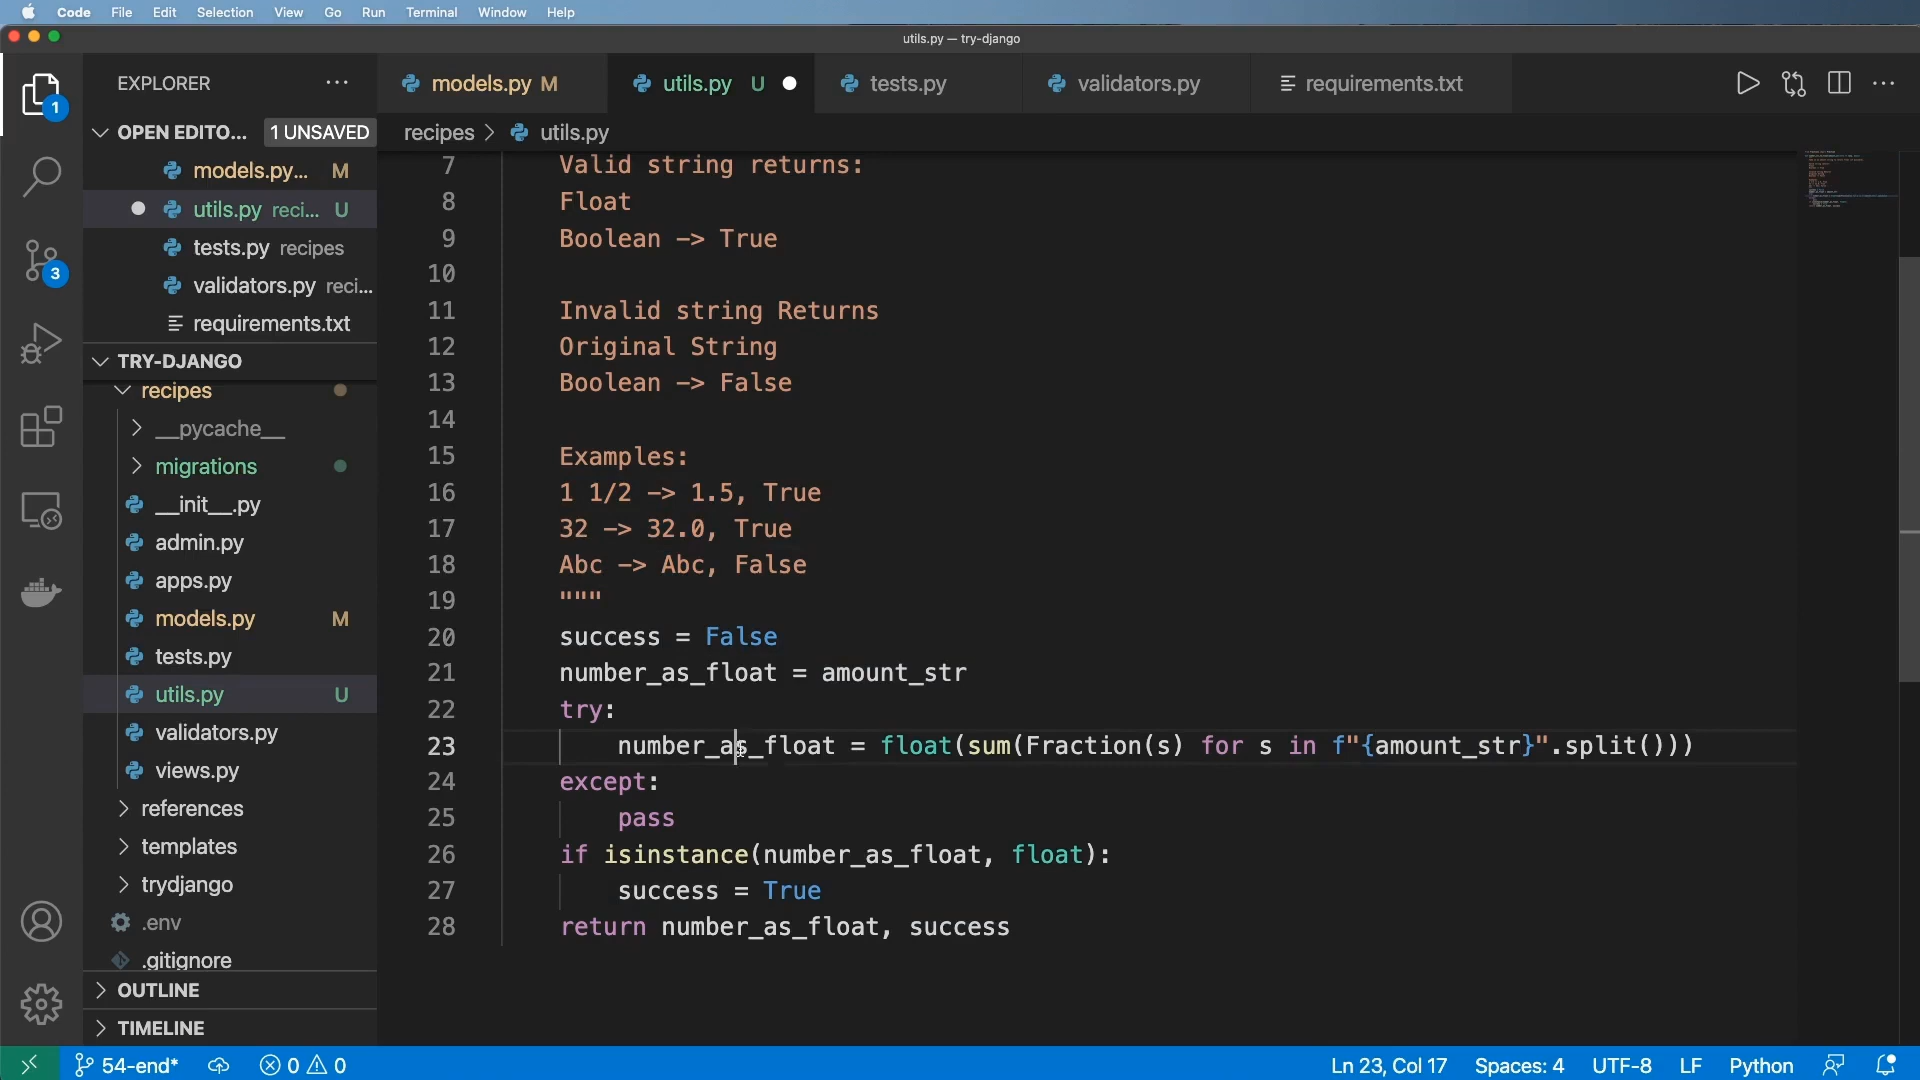 Code File Edit Selection View Go Run Terminal Window Help
utils.py — try-django
EXPLORER
models.py M
utils.py U
tests.py
validators.py
requirements.txt
OPEN EDITO... 1 UNSAVED
recipes > utils.py
models.py... M
utils.py reci... U
tests.py recipes
validators.py reci...
requirements.txt
TRY-DJANGO
recipes
__pycache__
migrations
__init__.py
admin.py
apps.py
models.py M
tests.py
utils.py U
validators.py
views.py
references
templates
trydjango
.env
.gitignore
OUTLINE
TIMELINE
1
3
7 Valid string returns:
8 Float
9 Boolean -> True
10
11 Invalid string Returns
12 Original String
13 Boolean -> False
14
15 Examples:
16 1 1/2 -> 1.5, True
17 32 -> 32.0, True
18 Abc -> Abc, False
19 """
20 success = False
21 number_as_float = amount_str
22 try:
23 number_as_float = float(sum(Fraction(s) for s in f"{amount_str}".split()))
24 except:
25 pass
26 if isinstance(number_as_float, float):
27 success = True
28 return number_as_float, success
54-end* 0 0 Ln 23, Col 17 Spaces: 4 UTF-8 LF Python